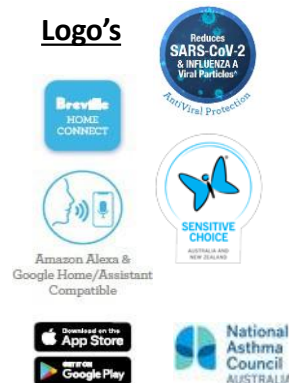 Logo's
Reduces
SARS-CoV-2
& INFLUENZA A
Viral Particles^
AntiViral Protection
Breville
HOME
CONNECT
SENSITIVE
CHOICE
AUSTRALIA AND
NEW ZEALAND
Amazon Alexa &
Google Home/Assistant
Compatible
Download on the
App Store
GET IT ON
Google Play
National
Asthma
Council
AUSTRALIA